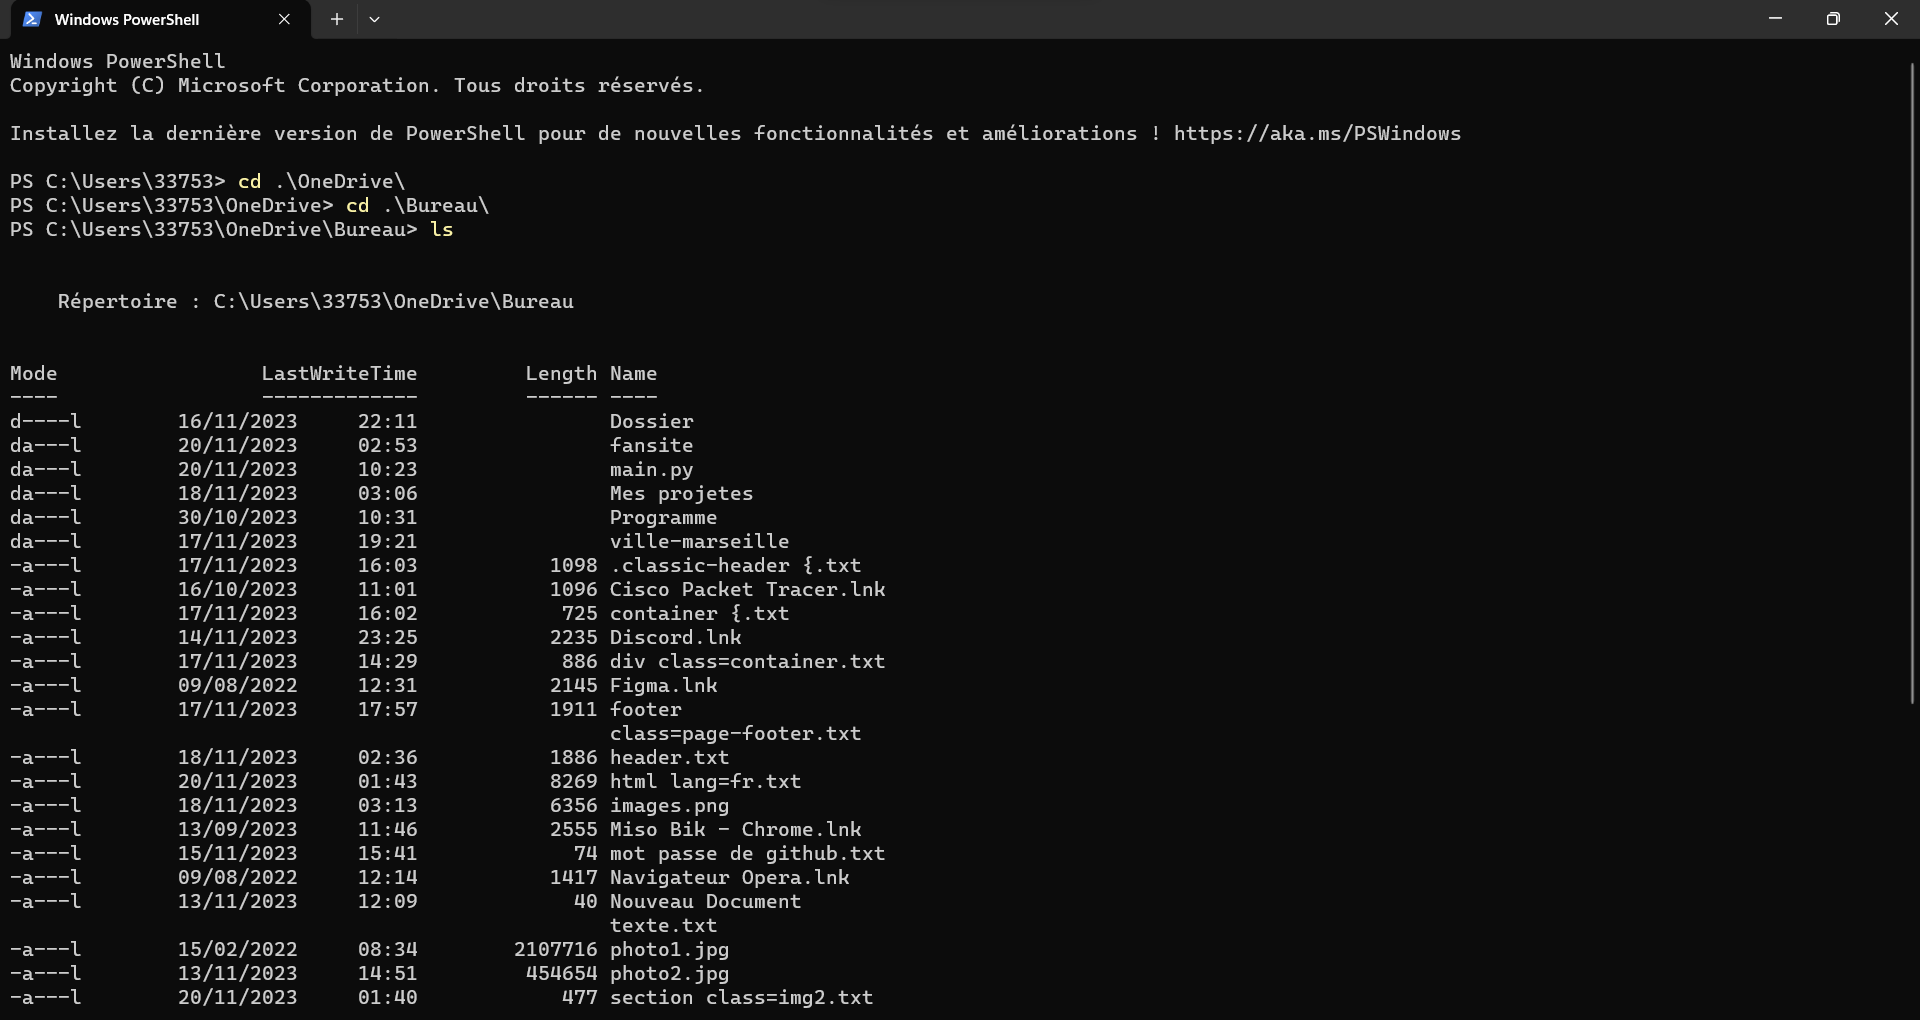 Windows PowerShell
Windows PowerShell
Copyright (C) Microsoft Corporation. Tous droits réservés.
Installez la dernière version de PowerShell pour de nouvelles fonctionnalités et améliorations ! https://aka.ms/PSWindows
PS C:\Users\33753> cd .\OneDrive\
PS C:\Users\33753\OneDrive> cd .\Bureau\
PS C:\Users\33753\OneDrive\Bureau> ls
Répertoire : C:\Users\33753\OneDrive\Bureau
Mode LastWriteTime Length Name
---- ------------- ------ ----
d----l 16/11/2023 22:11 Dossier
da---l 20/11/2023 02:53 fansite
da---l 20/11/2023 10:23 main.py
da---l 18/11/2023 03:06 Mes projetes
da---l 30/10/2023 10:31 Programme
da---l 17/11/2023 19:21 ville-marseille
-a---l 17/11/2023 16:03 1098 .classic-header {.txt
-a---l 16/10/2023 11:01 1096 Cisco Packet Tracer.lnk
-a---l 17/11/2023 16:02 725 container {.txt
-a---l 14/11/2023 23:25 2235 Discord.lnk
-a---l 17/11/2023 14:29 886 div class=container.txt
-a---l 09/08/2022 12:31 2145 Figma.lnk
-a---l 17/11/2023 17:57 1911 footer
class=page-footer.txt
-a---l 18/11/2023 02:36 1886 header.txt
-a---l 20/11/2023 01:43 8269 html lang=fr.txt
-a---l 18/11/2023 03:13 6356 images.png
-a---l 13/09/2023 11:46 2555 Miso Bik - Chrome.lnk
-a---l 15/11/2023 15:41 74 mot passe de github.txt
-a---l 09/08/2022 12:14 1417 Navigateur Opera.lnk
-a---l 13/11/2023 12:09 40 Nouveau Document
texte.txt
-a---l 15/02/2022 08:34 2107716 photo1.jpg
-a---l 13/11/2023 14:51 454654 photo2.jpg
-a---l 20/11/2023 01:40 477 section class=img2.txt